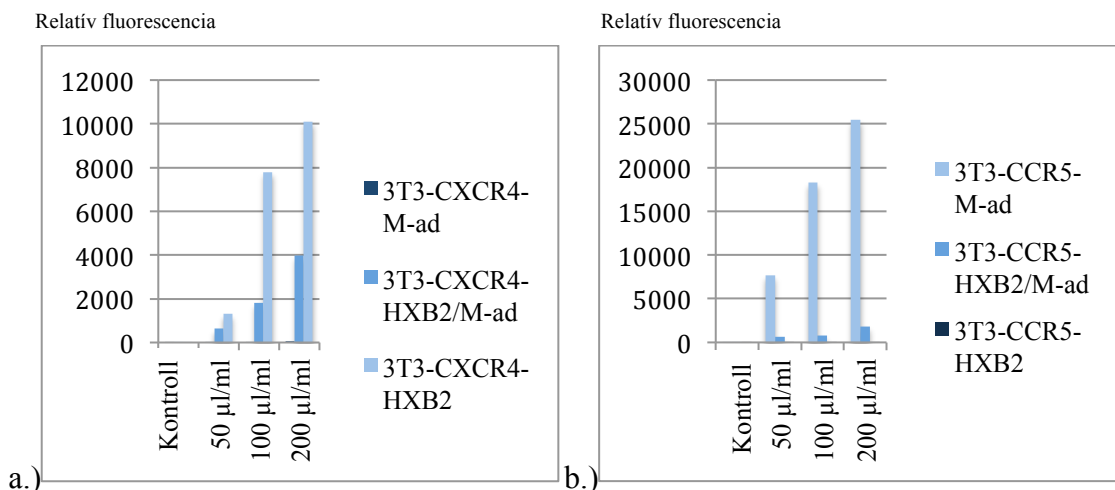 Relatív fluorescencia
12000
10000
8000
6000
4000
2000
0
Kontroll
50 µl/ml
100 µl/ml
200 µl/ml
3T3-CXCR4-
M-ad
3T3-CXCR4-
HXB2/M-ad
3T3-CXCR4-
HXB2
a.)
Relatív fluorescencia
30000
25000
20000
15000
10000
5000
0
Kontroll
50 µl/ml
100 µl/ml
200 µl/ml
3T3-CCR5-
M-ad
3T3-CCR5-
HXB2/M-ad
3T3-CCR5-
HXB2
b.)